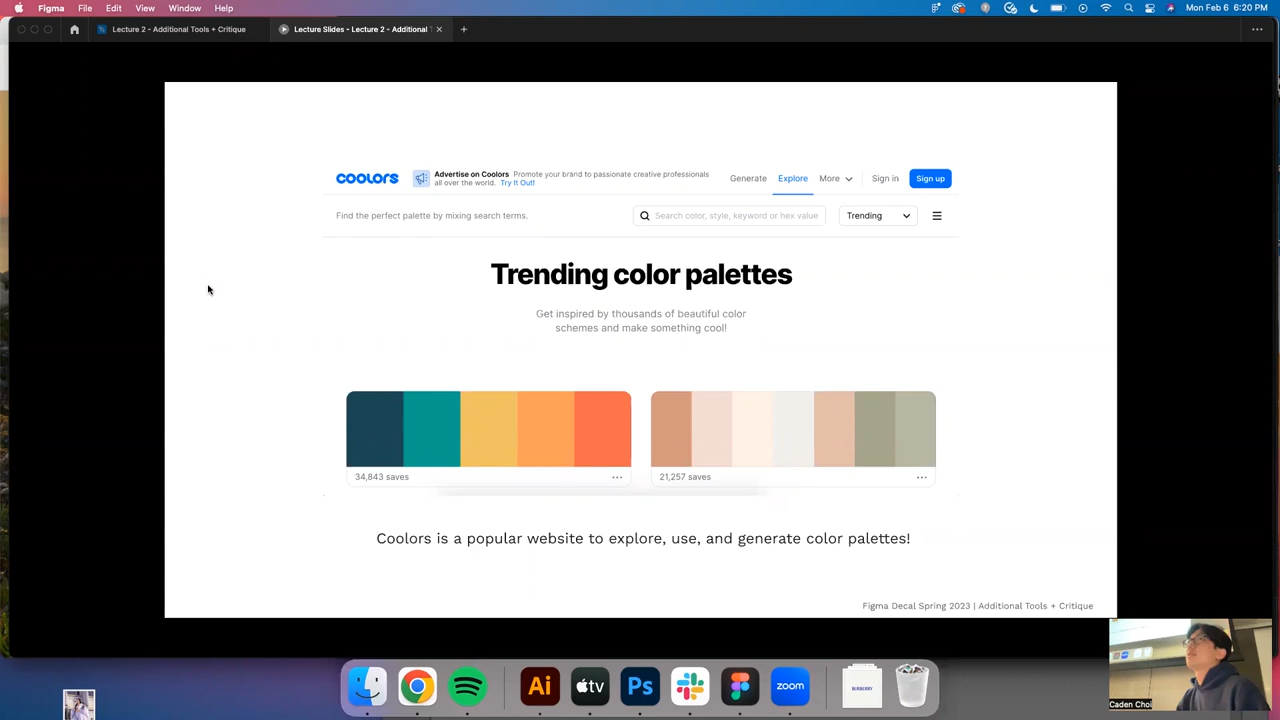 Figma File Edit View Window Help Mon Feb 6 6:20 PM
Lecture 2 - Additional Tools + Critique Lecture Slides - Lecture 2 - Additional
coolors
Advertise on Coolors Promote your brand to passionate creative professionals
all over the world. Try It Out!
Generate Explore More Sign in Sign up
Find the perfect palette by mixing search terms.
Search color, style, keyword or hex value
Trending
Trending color palettes
Get inspired by thousands of beautiful color
schemes and make something cool!
34,843 saves
21,257 saves
Coolors is a popular website to explore, use, and generate color palettes!
Figma Decal Spring 2023 | Additional Tools + Critique
Ai
tv
Ps
zoom
BURBERRY
Caden Choi